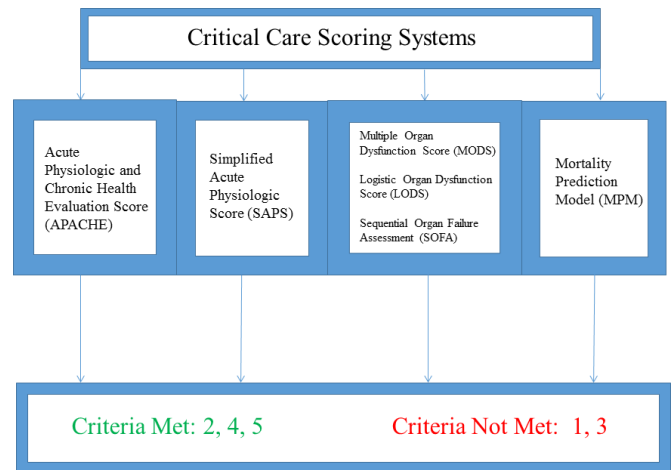 Critical Care Scoring Systems
Acute
Physiologic and
Chronic Health
Evaluation Score
(APACHE)
Simplified
Acute
Physiologic
Score (SAPS)
Multiple Organ
Dysfunction Score (MODS)
Logistic Organ Dysfunction
Score (LODS)
Sequential Organ Failure
Assessment (SOFA)
Mortality
Prediction
Model (MPM)
Criteria Met: 2, 4, 5
Criteria Not Met: 1, 3